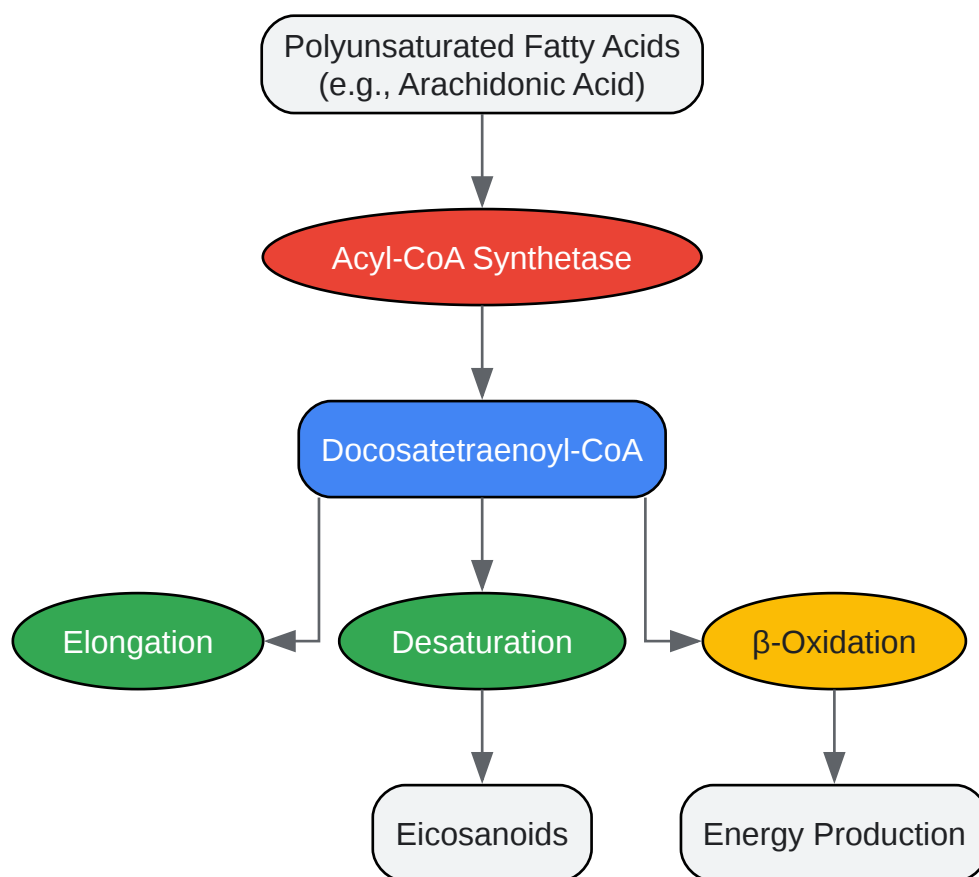 Polyunsaturated Fatty Acids
(e.g., Arachidonic Acid)
Acyl-CoA Synthetase
Docosatetraenoyl-CoA
Elongation
Desaturation
β-Oxidation
Eicosanoids
Energy Production